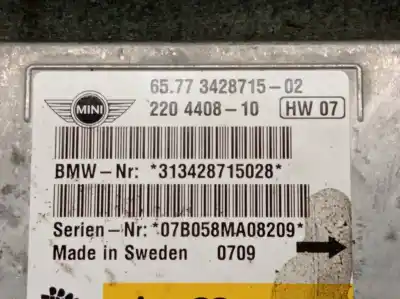 65.77 3428715-02
MINI
220 4408-10 HW 07
BMW-Nr: *313428715028*
Serien-Nr: *07B058MA08209*
Made in Sweden 0709